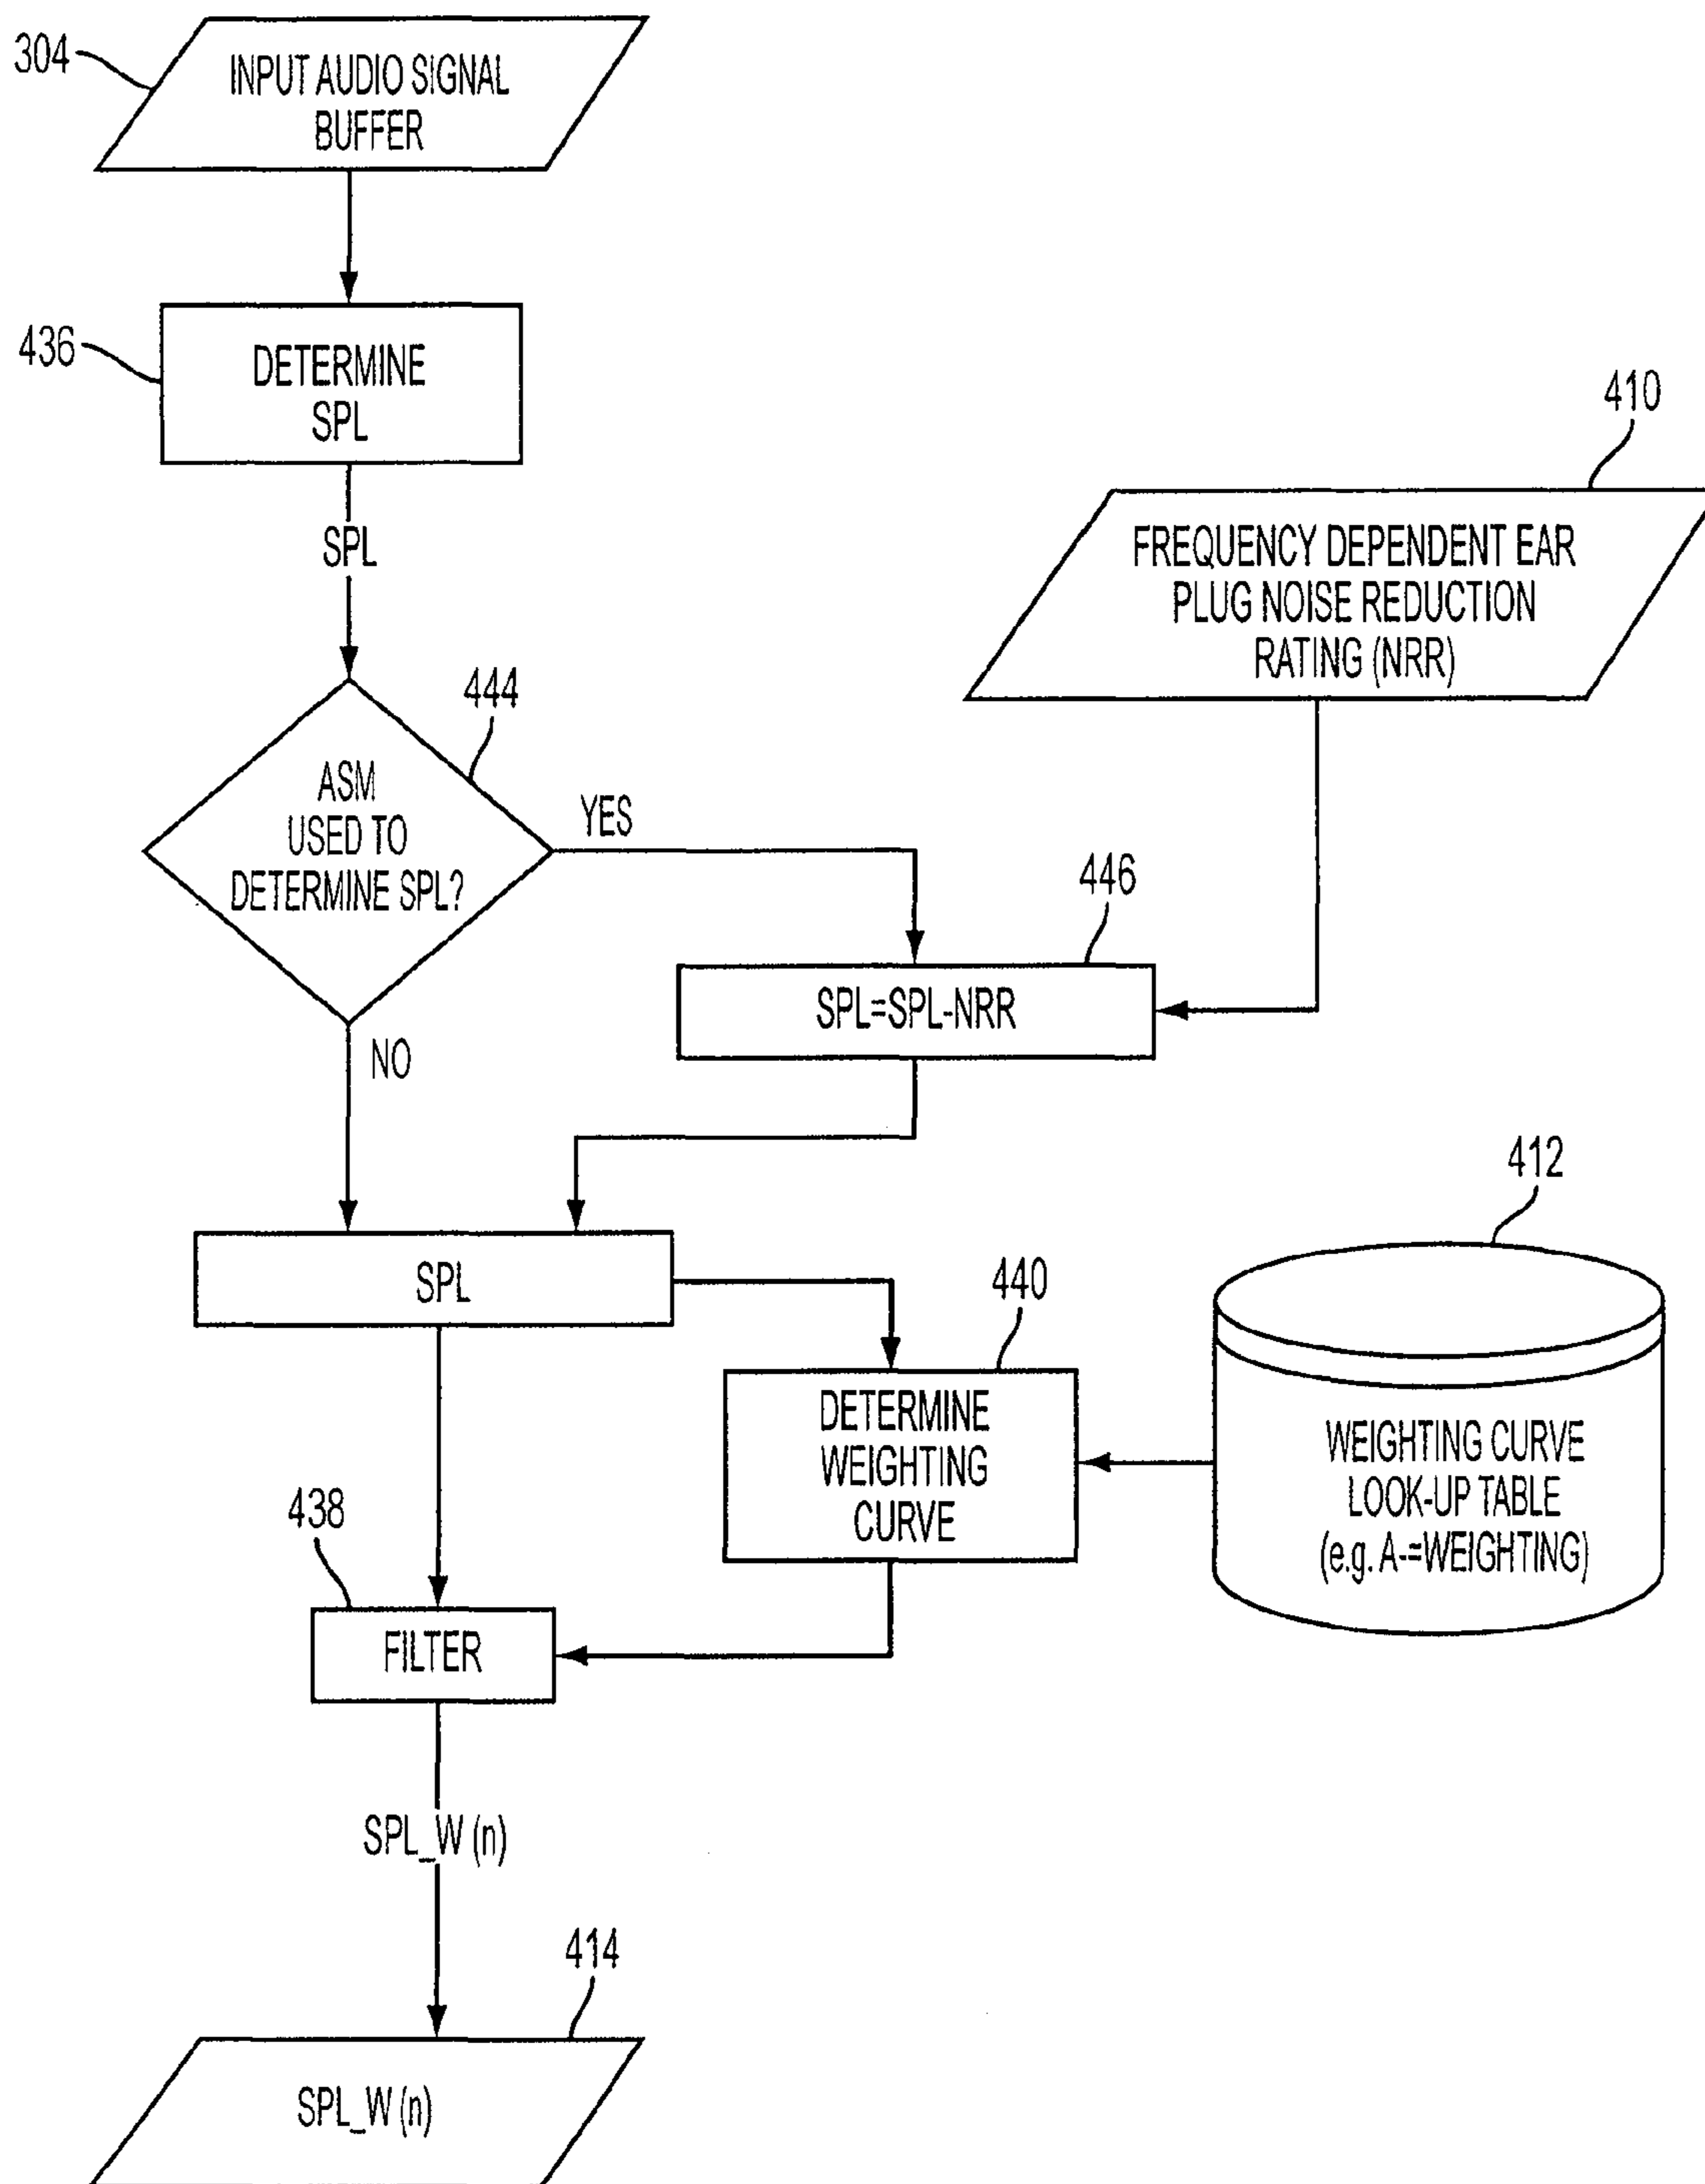 304
INPUT AUDIO SIGNAL
BUFFER
436
DETERMINE
SPL
SPL
410
FREQUENCY DEPENDENT EAR
PLUG NOISE REDUCTION
RATING (NRR)
444
ASM
USED TO
DETERMINE SPL?
YES
NO
446
SPL=SPL-NRR
SPL
412
WEIGHTING CURVE
LOOK-UP TABLE
(e.g. A-=WEIGHTING)
440
DETERMINE
WEIGHTING
CURVE
438
FILTER
SPL_W (n)
414
SPL_W (n)